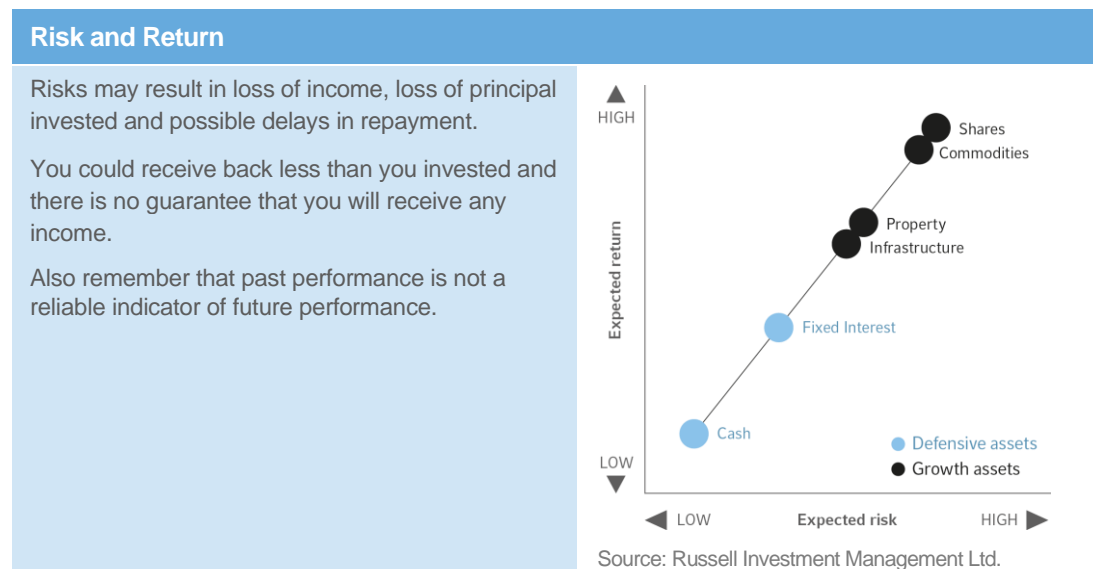 Risk and Return
Risks may result in loss of income, loss of principal
invested and possible delays in repayment.
You could receive back less than you invested and
there is no guarantee that you will receive any
income.
Also remember that past performance is not a
reliable indicator of future performance.
HIGH
Shares
Commodities
Property
Infrastructure
Expected return
Fixed Interest
Cash
Defensive assets
Growth assets
LOW
LOW
Expected risk
HIGH
Source: Russell Investment Management Ltd.